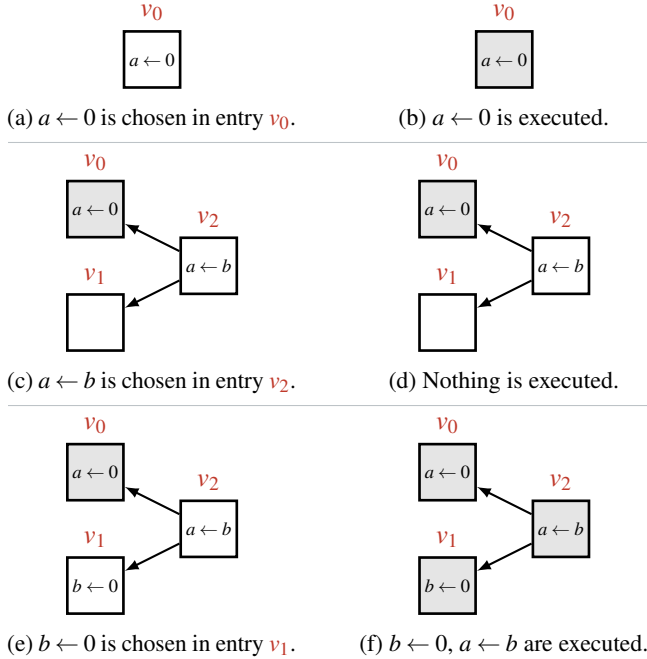 v₀ v₀
a ← 0 a ← 0
(a) a ← 0 is chosen in entry v₀. (b) a ← 0 is executed.
v₀ v₀
a ← 0 a ← 0
v₂ v₂
a ← b a ← b
v₁ v₁
(c) a ← b is chosen in entry v₂. (d) Nothing is executed.
v₀ v₀
a ← 0 a ← 0
v₂ v₂
a ← b a ← b
v₁ v₁
b ← 0 b ← 0
(e) b ← 0 is chosen in entry v₁. (f) b ← 0, a ← b are executed.